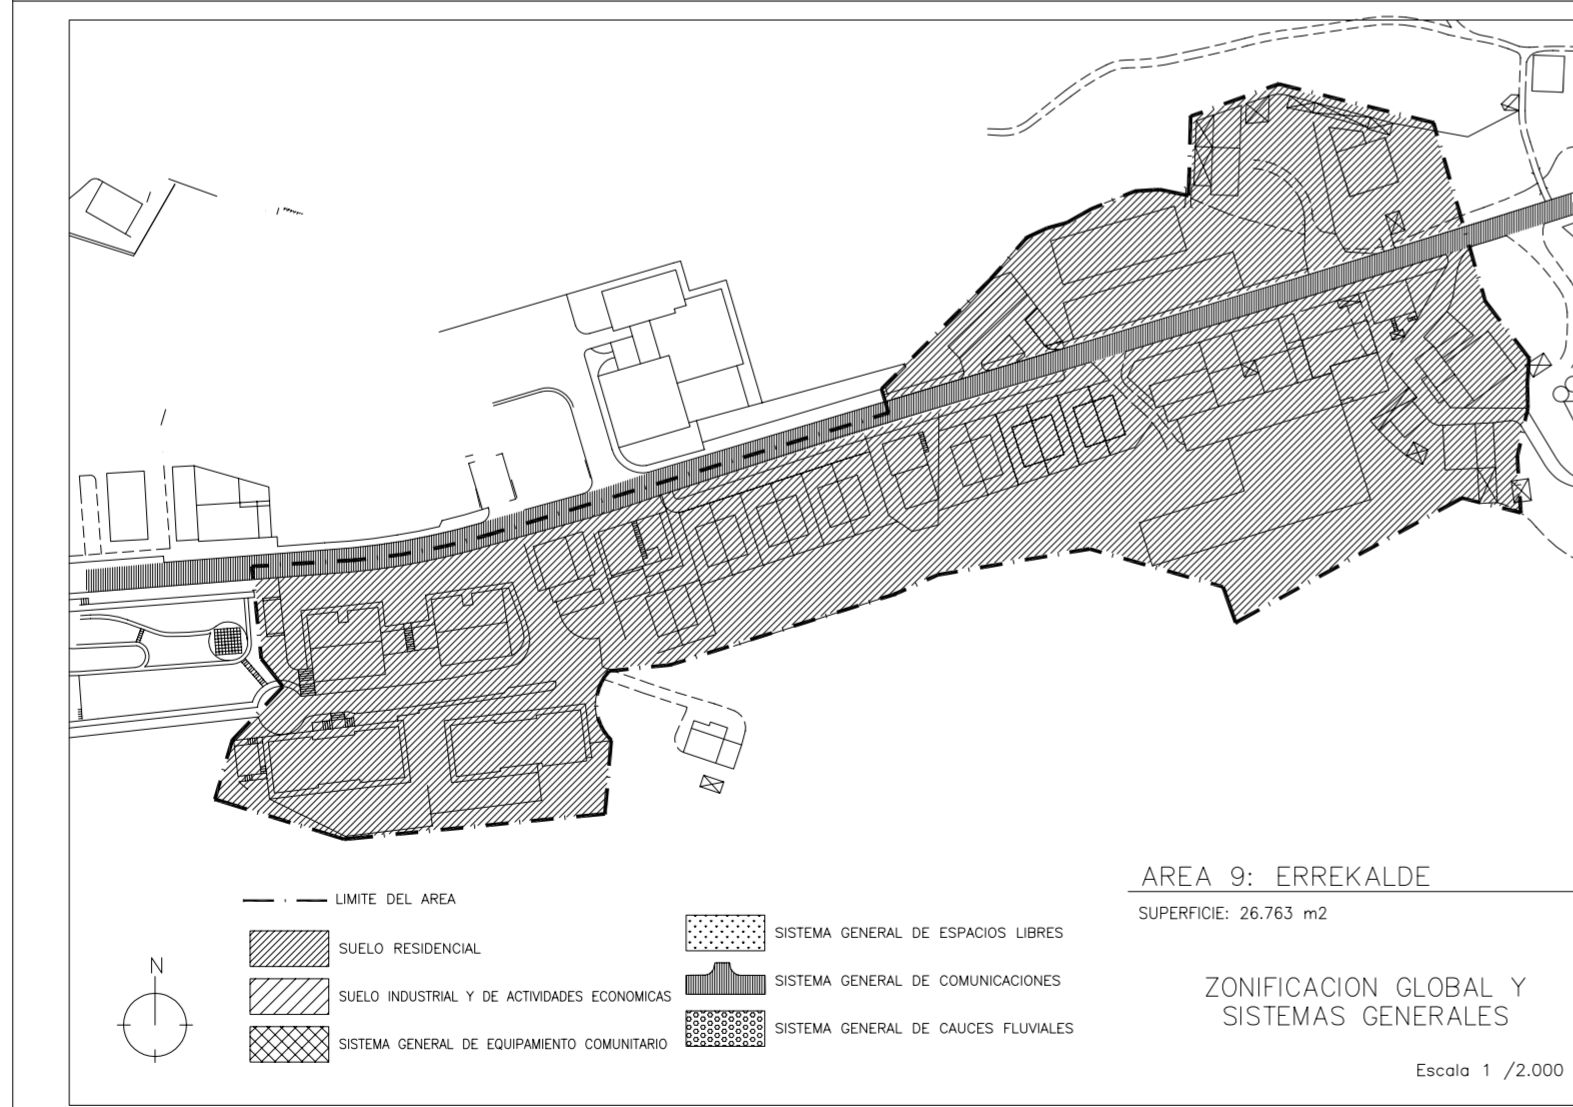 LIMITE DEL AREA
SUELO RESIDENCIAL
SUELO INDUSTRIAL Y DE ACTIVIDADES ECONOMICAS
SISTEMA GENERAL DE EQUIPAMIENTO COMUNITARIO
SISTEMA GENERAL DE ESPACIOS LIBRES
SISTEMA GENERAL DE COMUNICACIONES
SISTEMA GENERAL DE CAUCES FLUVIALES
N
AREA 9: ERREKALDE
SUPERFICIE: 26.763 m2
ZONIFICACION GLOBAL Y
SISTEMAS GENERALES
Escala 1 /2.000